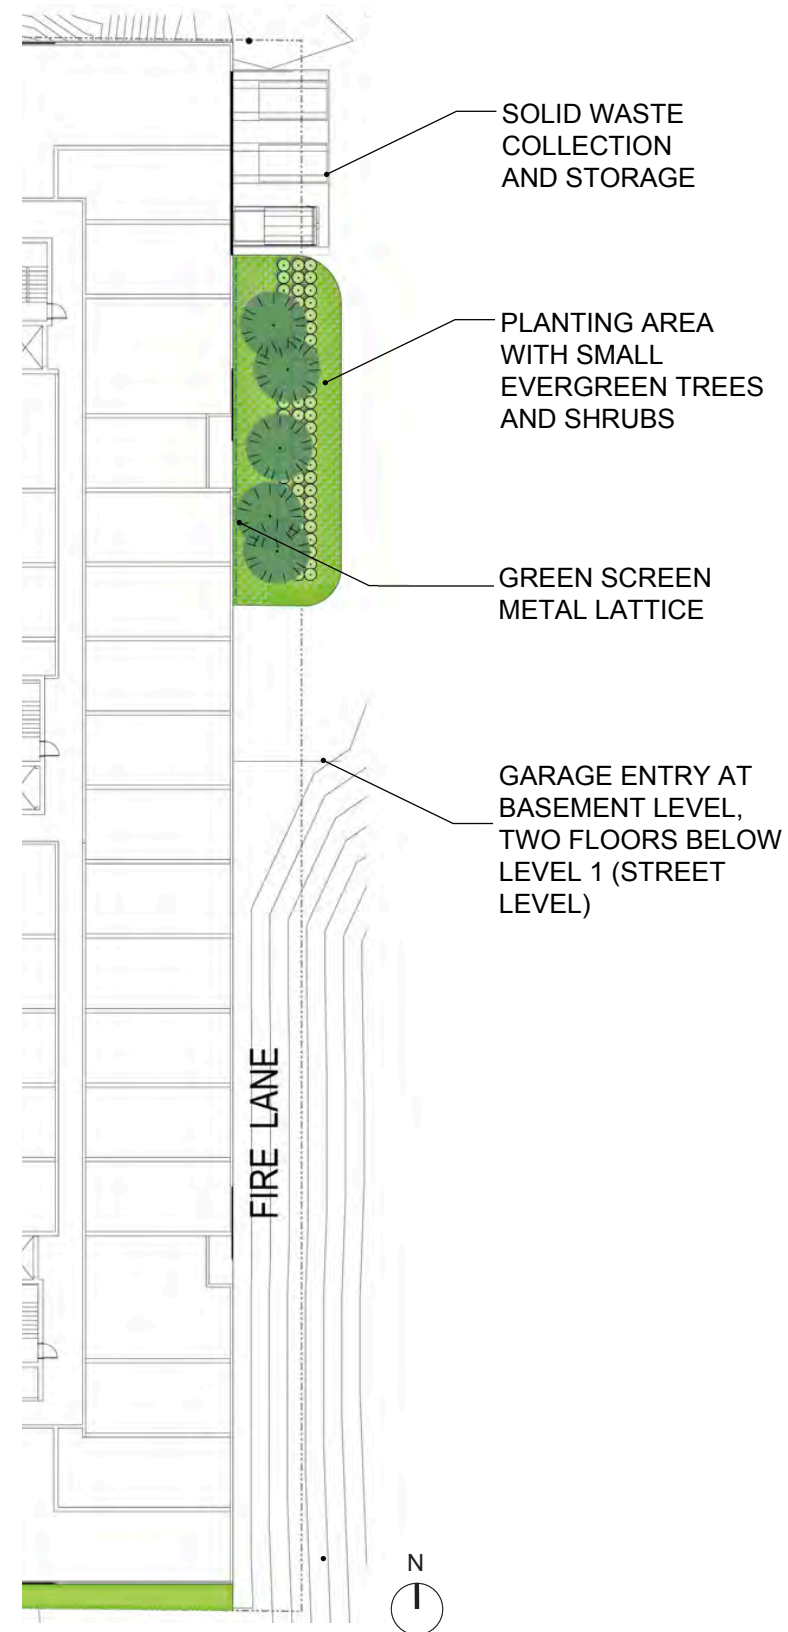 SOLID WASTE
COLLECTION
AND STORAGE
PLANTING AREA
WITH SMALL
EVERGREEN TREES
AND SHRUBS
GREEN SCREEN
METAL LATTICE
GARAGE ENTRY AT
BASEMENT LEVEL,
TWO FLOORS BELOW
LEVEL 1 (STREET
LEVEL)
FIRE LANE
N